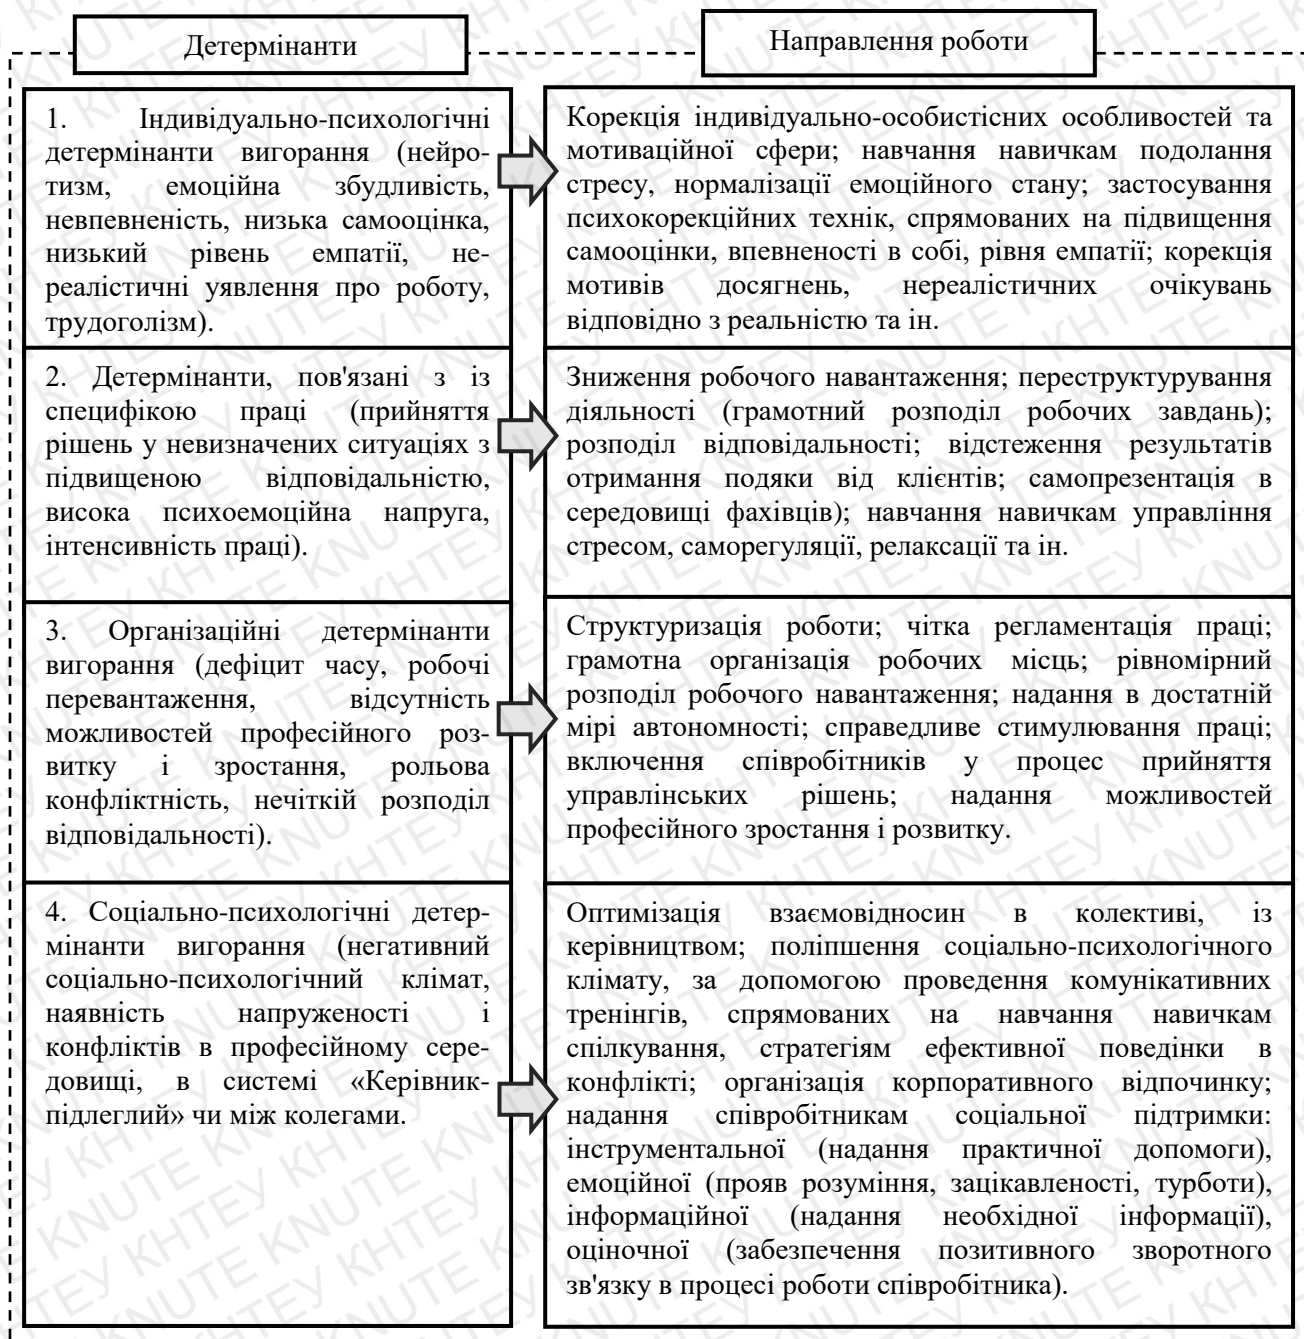 Детермінанти
Направлення роботи
1. Індивідуально-психологічні
детермінанти вигорання (нейро-
тизм, емоційна збудливість,
невпевненість, низька самооцінка,
низький рівень емпатії, не-
реалістичні уявлення про роботу,
трудоголізм).
Корекція індивідуально-особистісних особливостей та
мотиваційної сфери; навчання навичкам подолання
стресу, нормалізації емоційного стану; застосування
психокорекційних технік, спрямованих на підвищення
самооцінки, впевненості в собі, рівня емпатії; корекція
мотивів досягнень, нереалістичних очікувань
відповідно з реальністю та ін.
2. Детермінанти, пов'язані з із
специфікою праці (прийняття
рішень у невизначених ситуаціях з
підвищеною відповідальністю,
висока психоемоційна напруга,
інтенсивність праці).
Зниження робочого навантаження; переструктурування
діяльності (грамотний розподіл робочих завдань);
розподіл відповідальності; відстеження результатів
отримання подяки від клієнтів; самопрезентація в
середовищі фахівців); навчання навичкам управління
стресом, саморегуляції, релаксації та ін.
3. Організаційні детермінанти
вигорання (дефіцит часу, робочі
перевантаження, відсутність
можливостей професійного роз-
витку і зростання, рольова
конфліктність, нечіткій розподіл
відповідальності).
Структуризація роботи; чітка регламентація праці;
грамотна організація робочих місць; рівномірний
розподіл робочого навантаження; надання в достатній
мірі автономності; справедливе стимулювання праці;
включення співробітників у процес прийняття
управлінських рішень; надання можливостей
професійного зростання і розвитку.
4. Соціально-психологічні детер-
мінанти вигорання (негативний
соціально-психологічний клімат,
наявність напруженості і
конфліктів в професійному сере-
довищі, в системі «Керівник-
підлеглий» чи між колегами.
Оптимізація взаємовідносин в колективі, із
керівництвом; поліпшення соціально-психологічного
клімату, за допомогою проведення комунікативних
тренінгів, спрямованих на навчання навичкам
спілкування, стратегіям ефективної поведінки в
конфлікті; організація корпоративного відпочинку;
надання співробітникам соціальної підтримки:
інструментальної (надання практичної допомоги),
емоційної (прояв розуміння, зацікавленості, турботи),
інформаційної (надання необхідної інформації),
оціночної (забезпечення позитивного зворотного
зв'язку в процесі роботи співробітника).